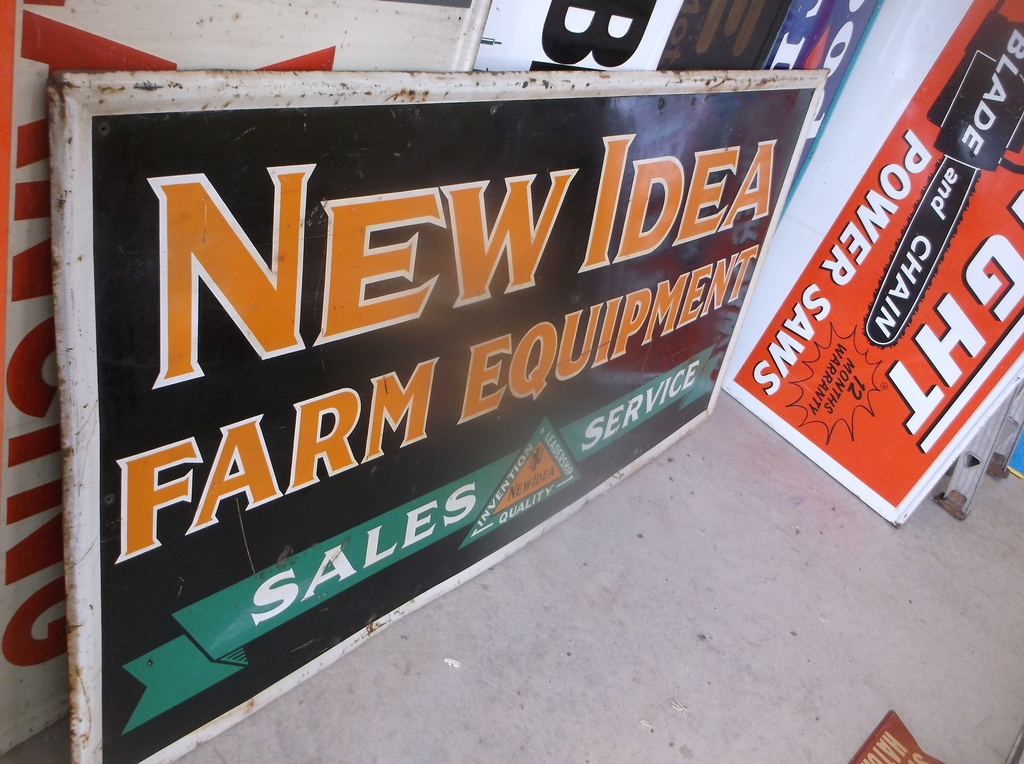 NEW IDEA
FARM EQUIPMENT
SALES
SERVICE
INVENTION
LEADERSHIP
NEW IDEA
QUALITY
BLADE
and
CHAIN
POWER SAWS
12
MONTHS
WARRANTY
GHT
B